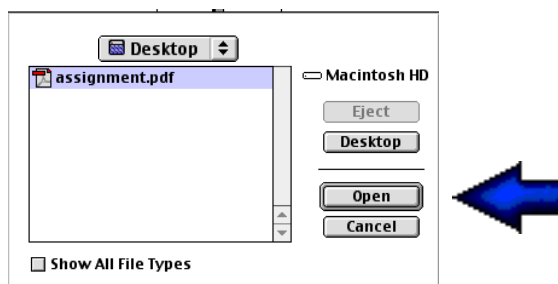 Desktop
assignment.pdf
Macintosh HD
Eject
Desktop
Open
Cancel
Show All File Types